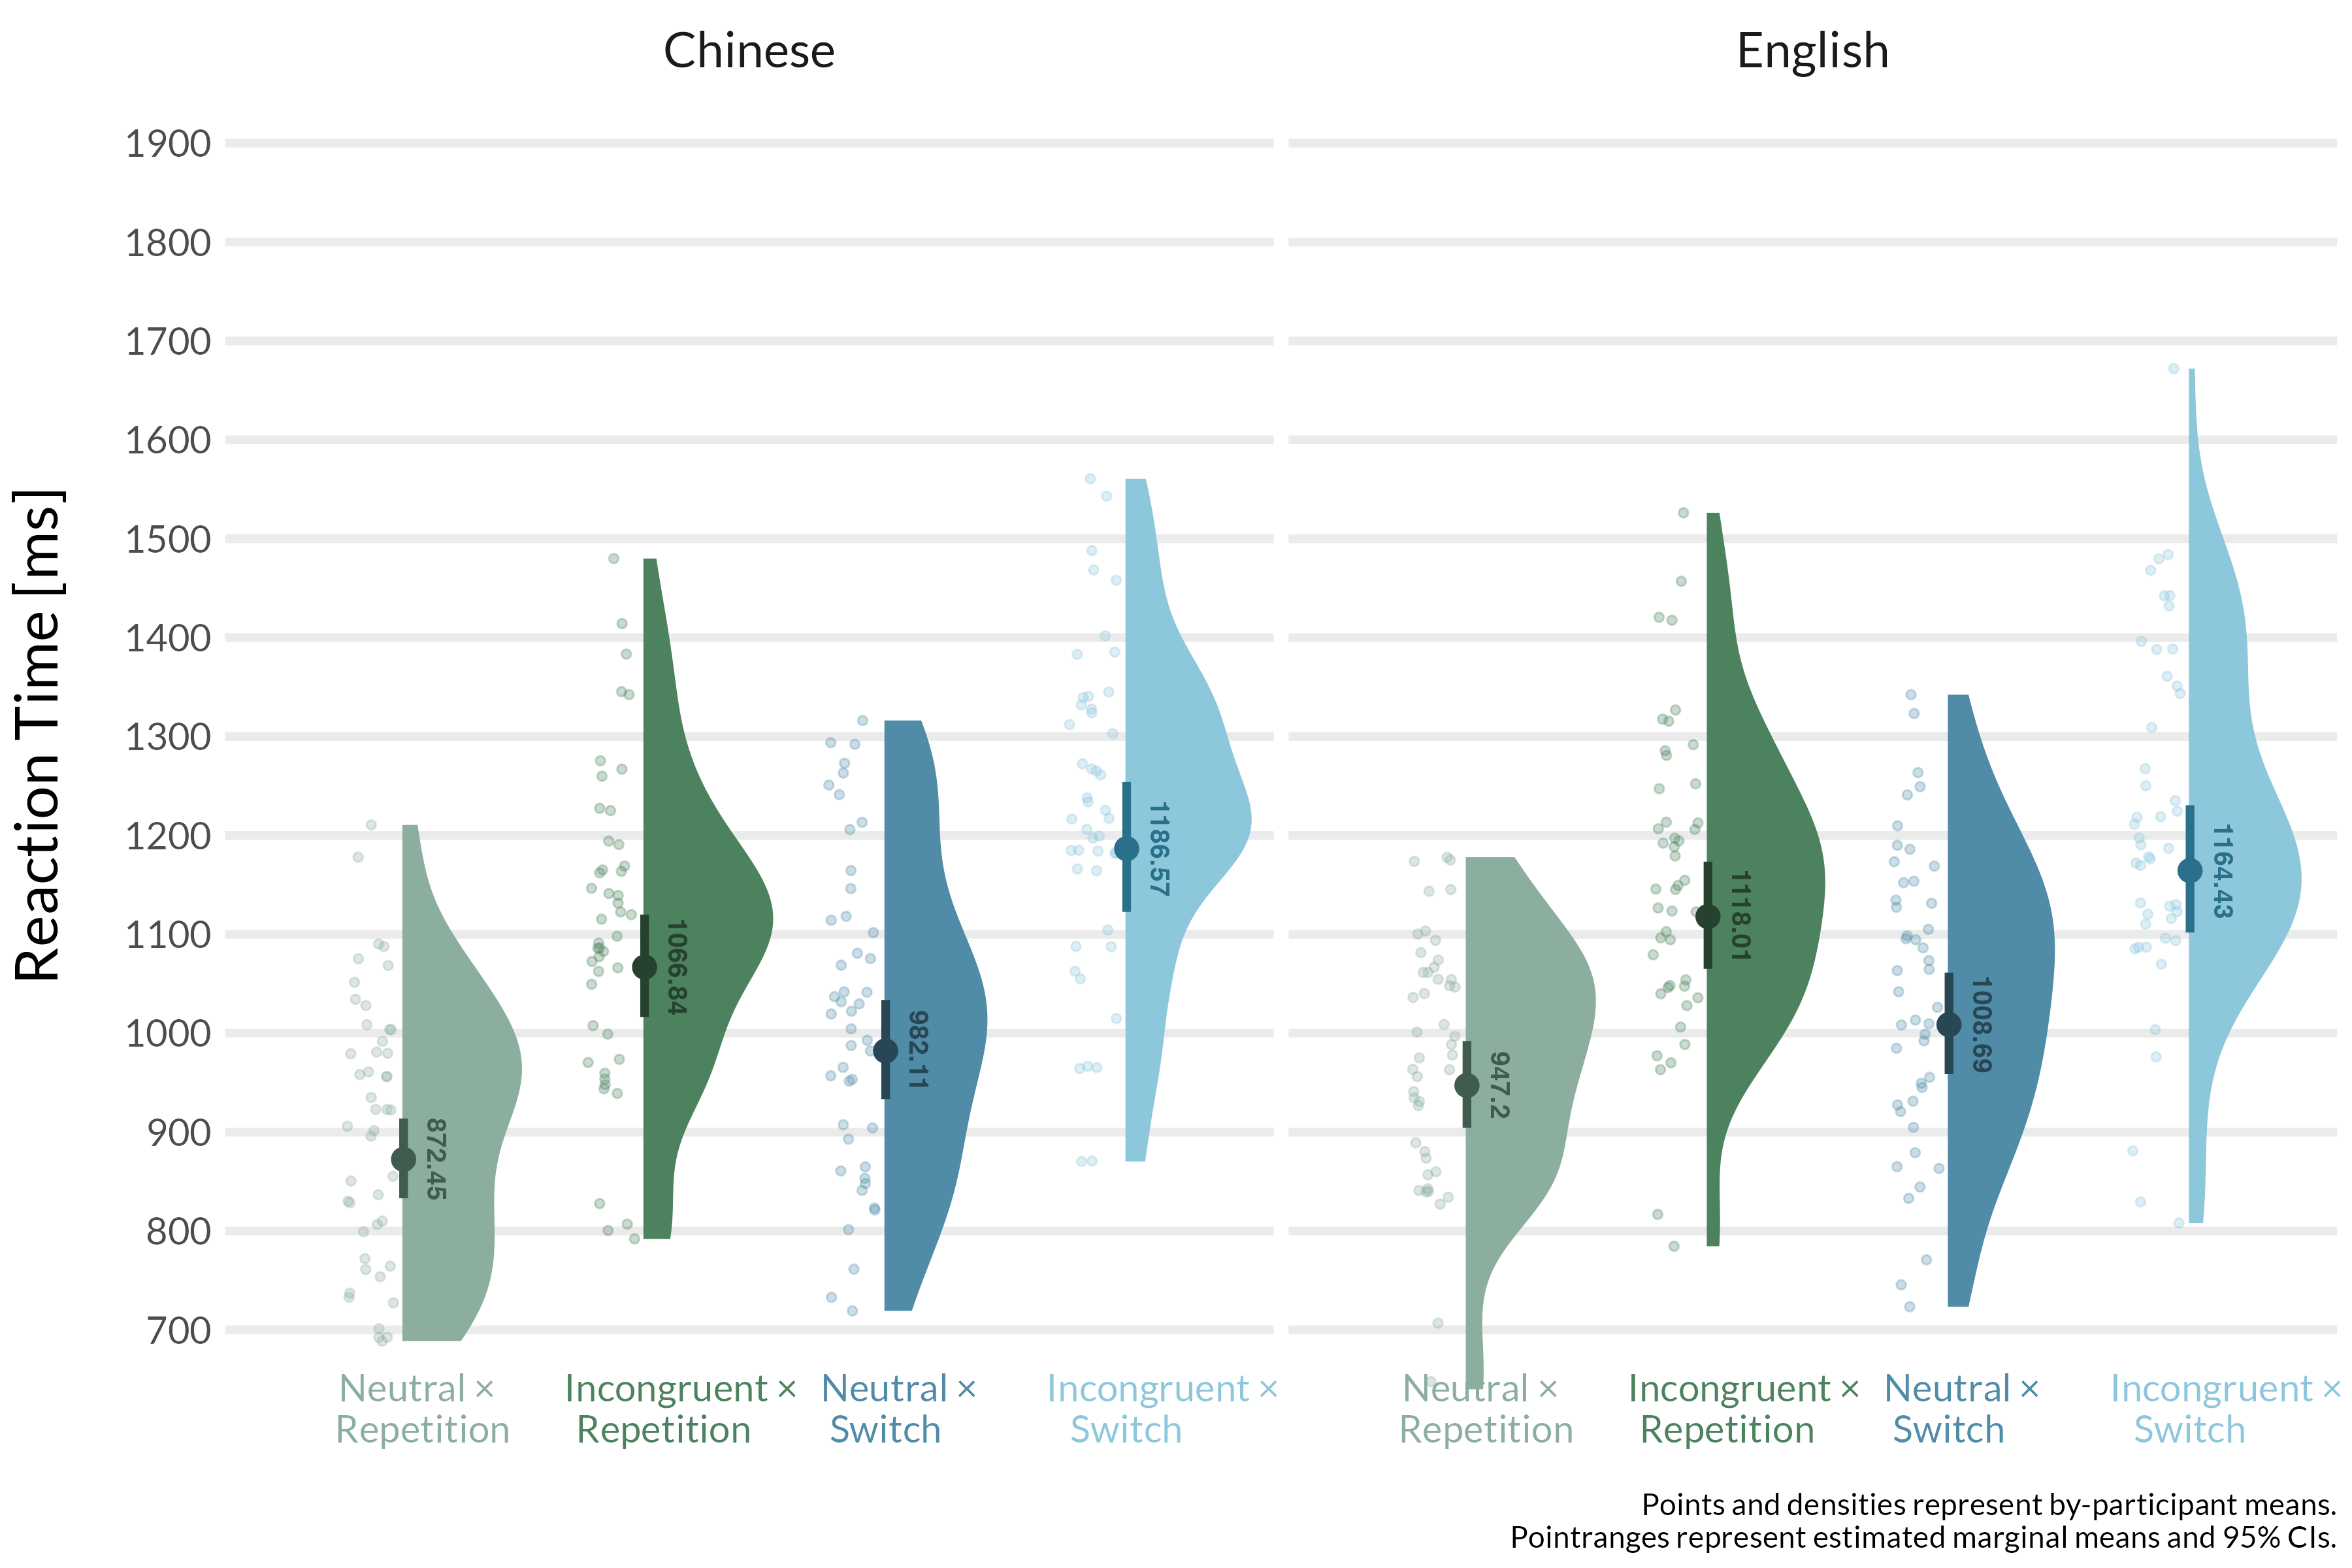 Chinese
English
Reaction Time [ms]
1900
1800
1700
1600
1500
1400
1300
1200
1100
1000
900
800
700
872.45
1066.84
982.11
1186.57
947.2
1118.01
1008.69
1164.43
Neutral ×
Repetition
Incongruent ×
Repetition
Neutral ×
Switch
Incongruent ×
Switch
Neutral ×
Repetition
Incongruent ×
Repetition
Neutral ×
Switch
Incongruent ×
Switch
Points and densities represent by-participant means.
Pointranges represent estimated marginal means and 95% CIs.